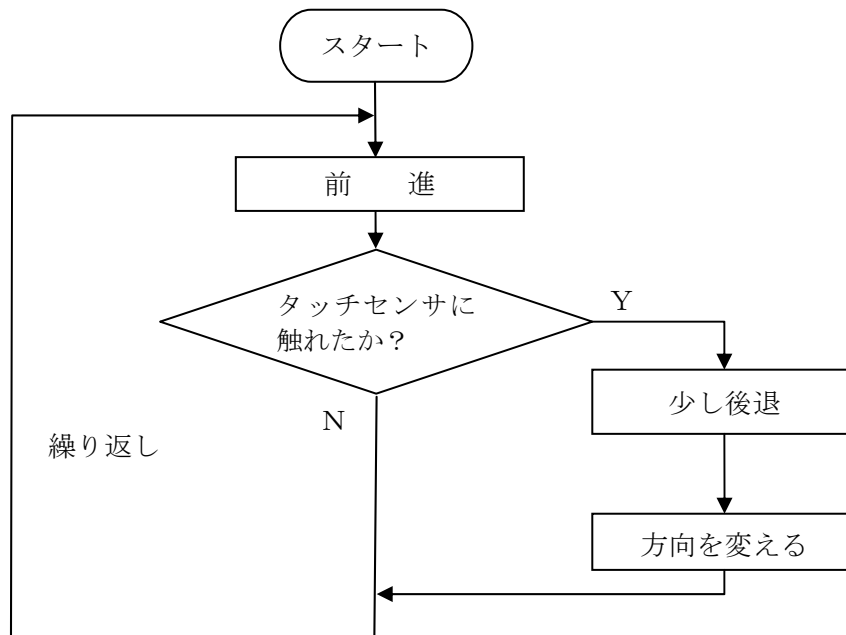 スタート
前　　進
タッチセンサに
触れたか？
Y
少し後退
N
繰り返し
方向を変える